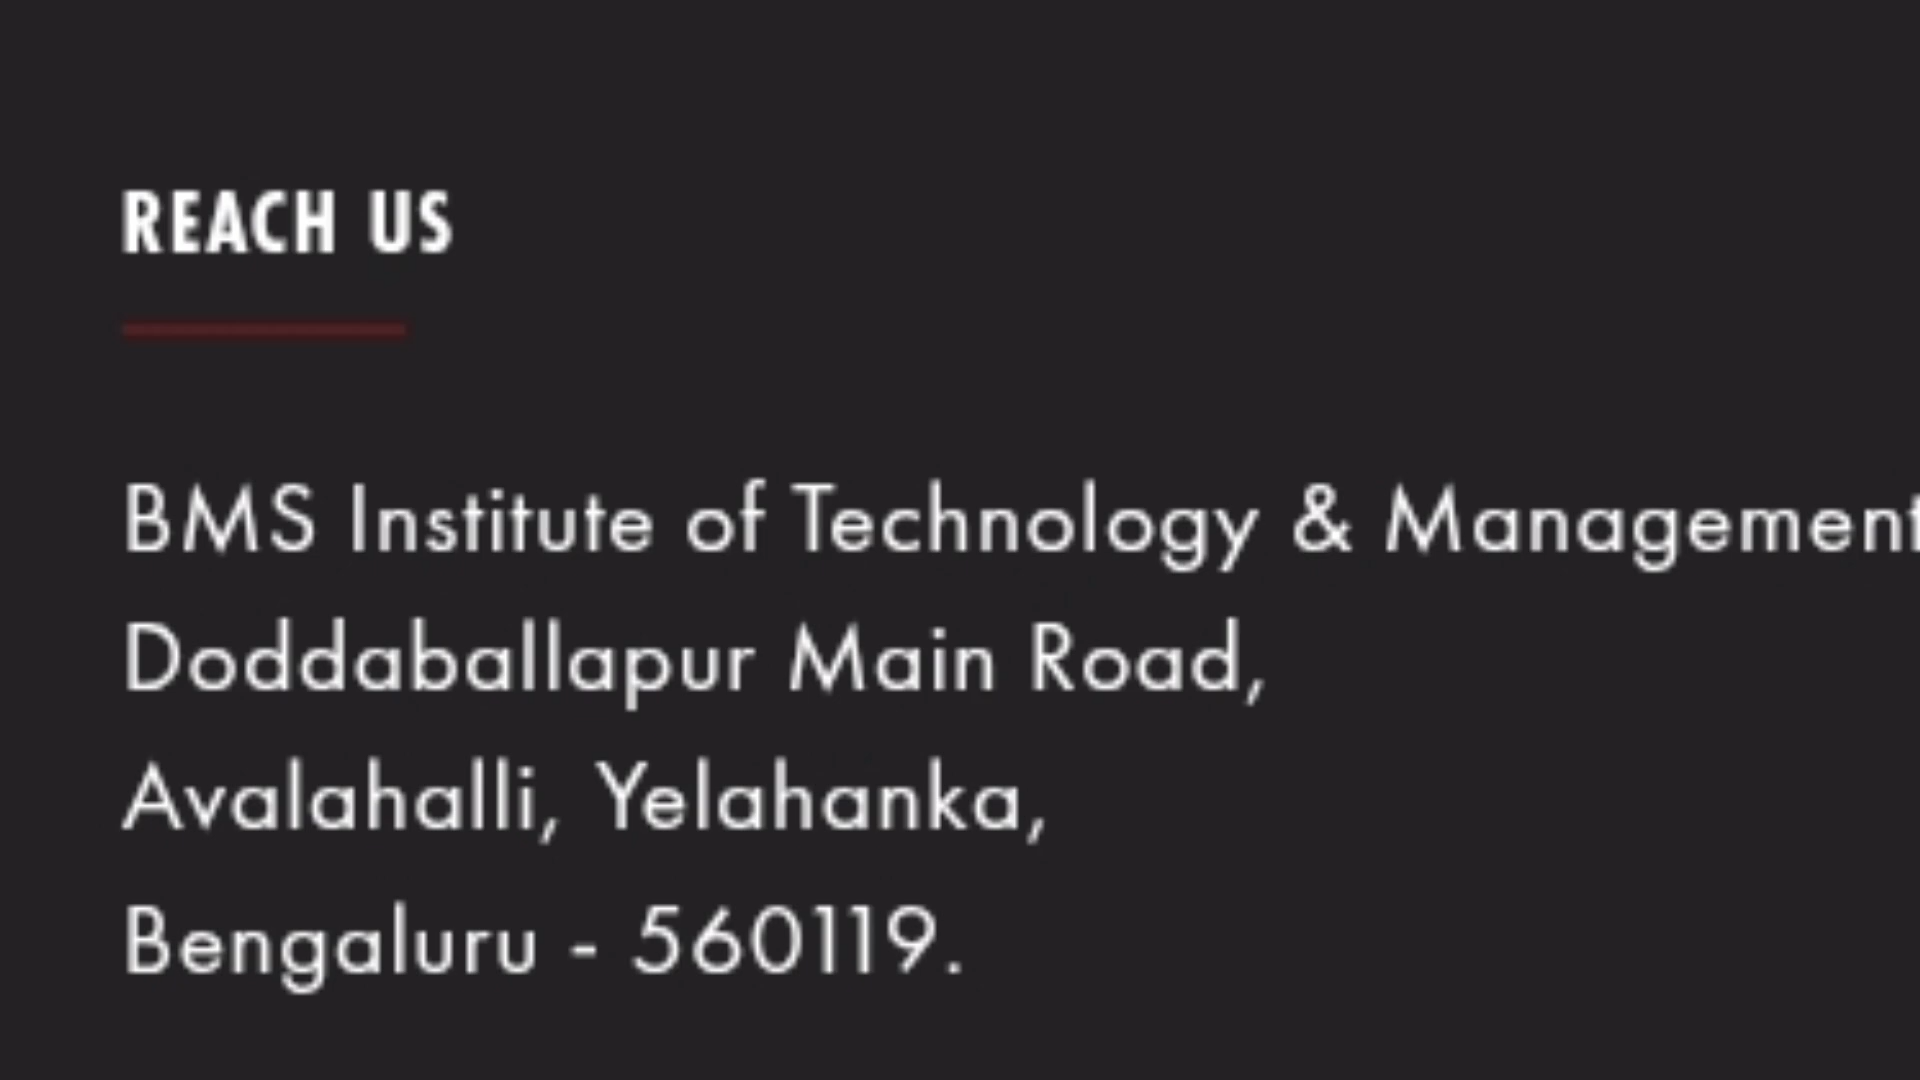 REACH US
BMS Institute of Technology & Management
Doddaballapur Main Road,
Avalahalli, Yelahanka,
Bengaluru - 560119.